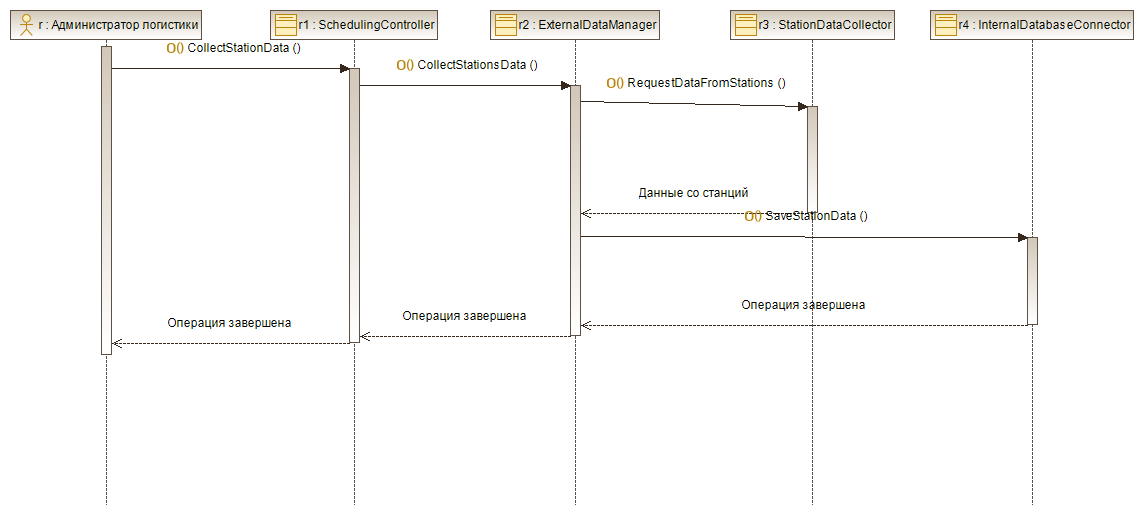 r : Администратор логистики
r1 : SchedulingController
r2 : ExternalDataManager
r3 : StationDataCollector
r4 : InternalDatabaseConnector
O() CollectStationData ()
O() CollectStationsData ()
O() RequestDataFromStations ()
Данные со станций
O() SaveStationData ()
Операция завершена
Операция завершена
Операция завершена